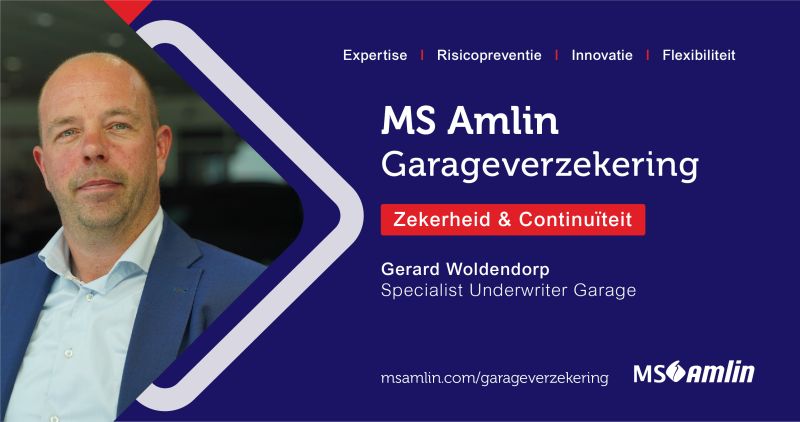 Expertise | Risicopreventie | Innovatie | Flexibiliteit
MS Amlin
Garageverzekering
Zekerheid & Continuïteit
Gerard Woldendorp
Specialist Underwriter Garage
msamlin.com/garageverzekering
MS Amlin